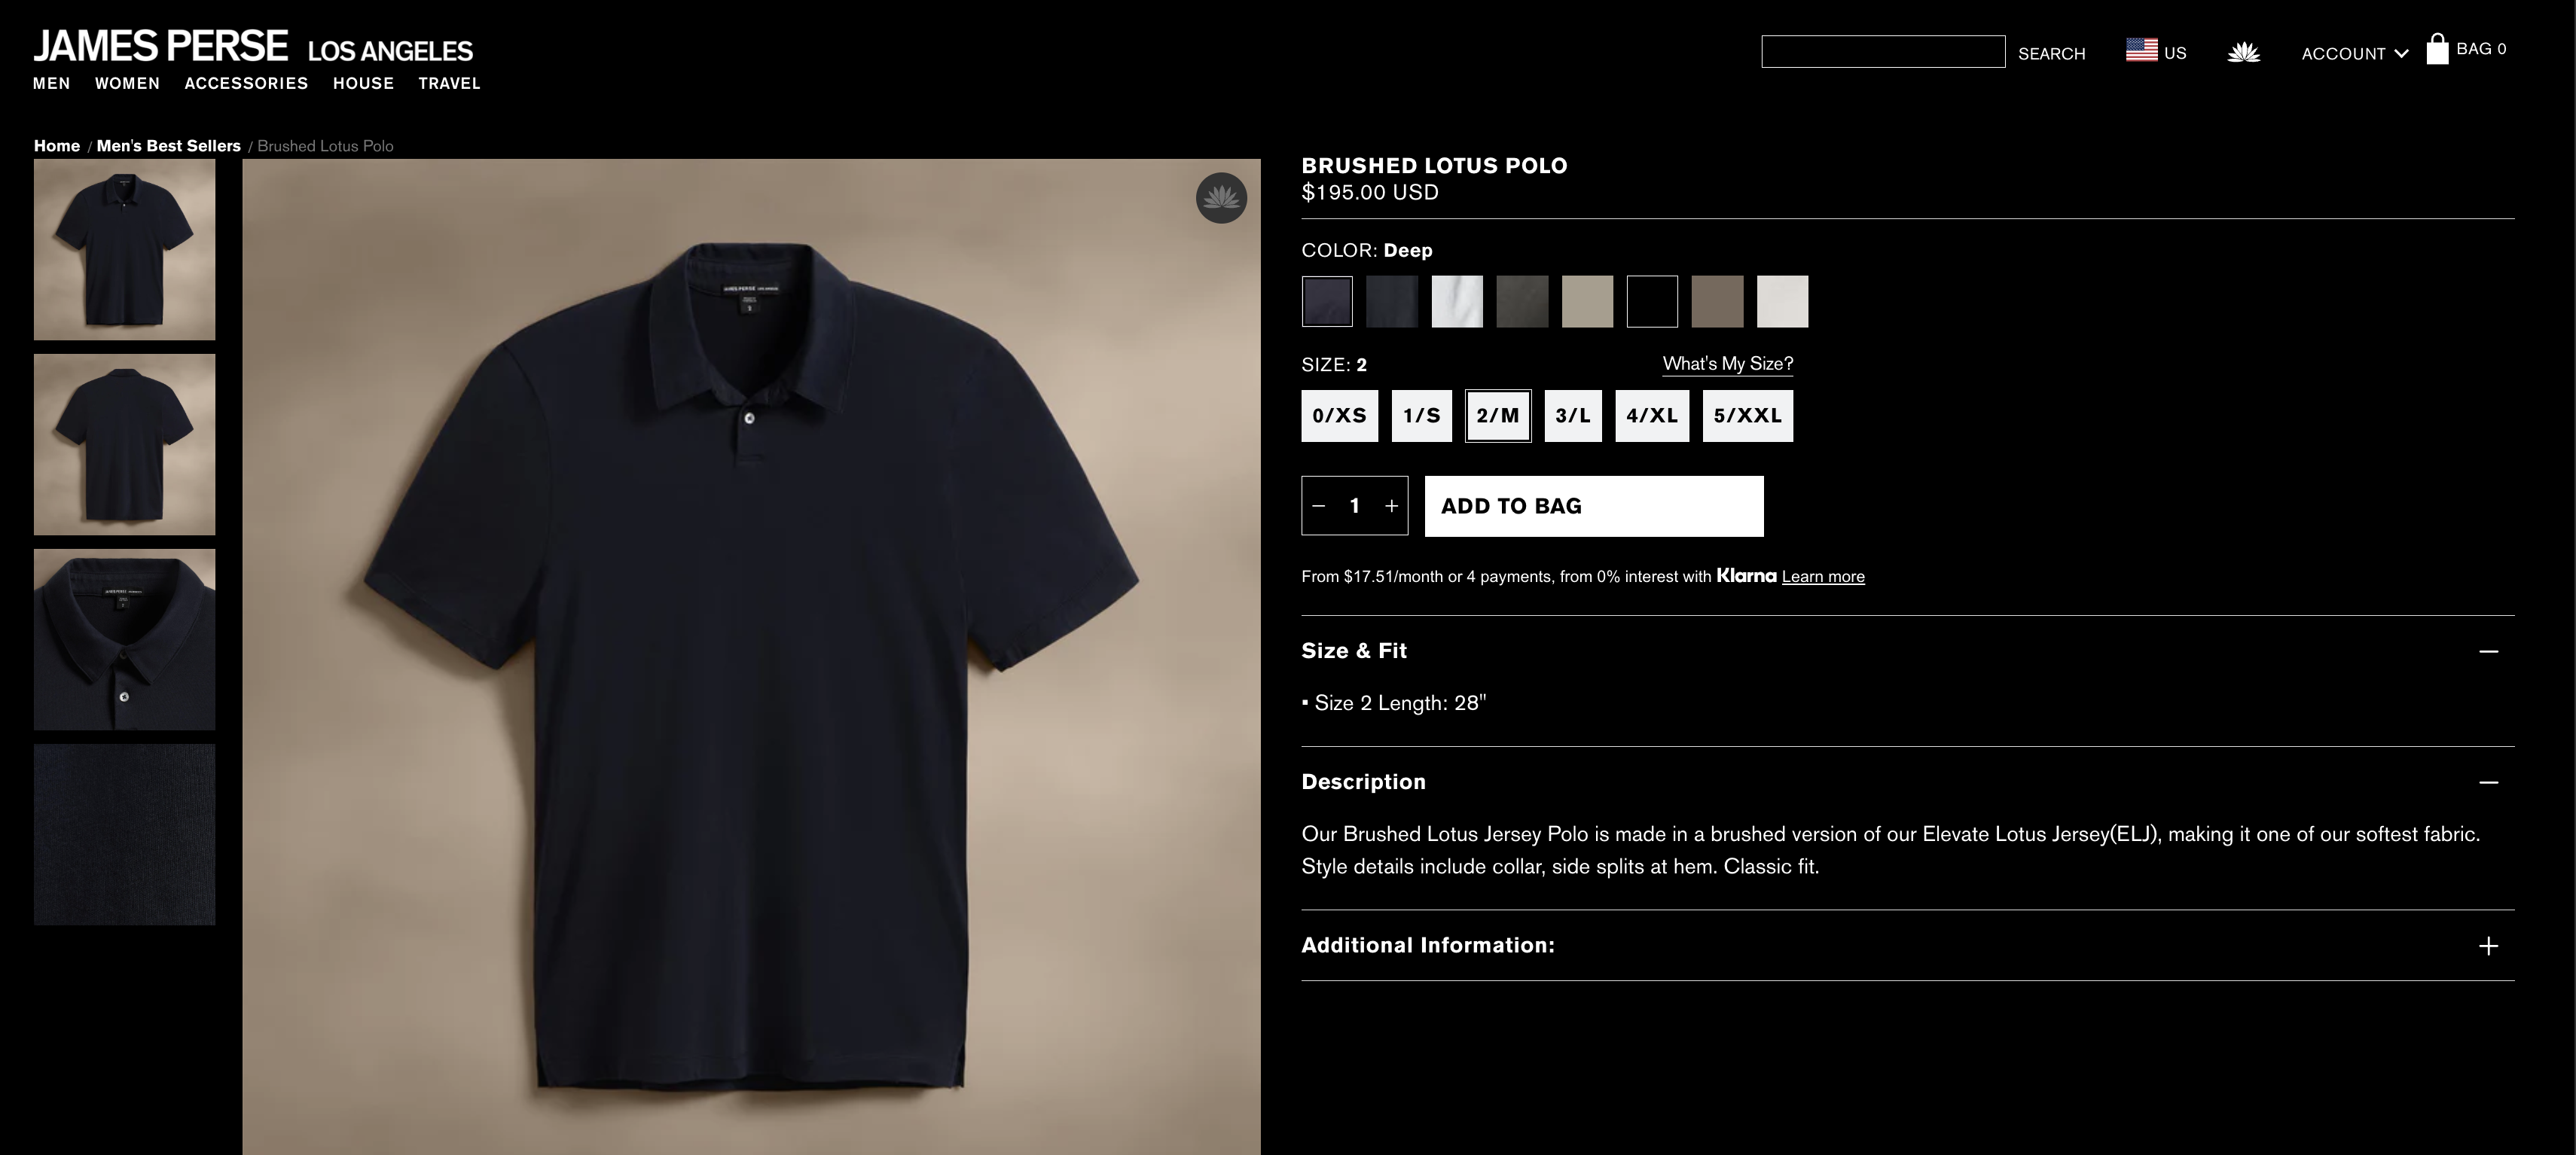 JAMES PERSE LOS ANGELES
MEN WOMEN ACCESSORIES HOUSE TRAVEL
SEARCH US ACCOUNT BAG 0
Home / Men's Best Sellers / Brushed Lotus Polo
JAMES PERSE LOS ANGELES
2
BRUSHED LOTUS POLO
$195.00 USD
COLOR: Deep
SIZE: 2 What's My Size?
0/XS 1/S 2/M 3/L 4/XL 5/XXL
− 1 + ADD TO BAG
From $17.51/month or 4 payments, from 0% interest with Klarna Learn more
Size & Fit
▪ Size 2 Length: 28"
Description
Our Brushed Lotus Jersey Polo is made in a brushed version of our Elevate Lotus Jersey(ELJ), making it one of our softest fabric.
Style details include collar, side splits at hem. Classic fit.
Additional Information: